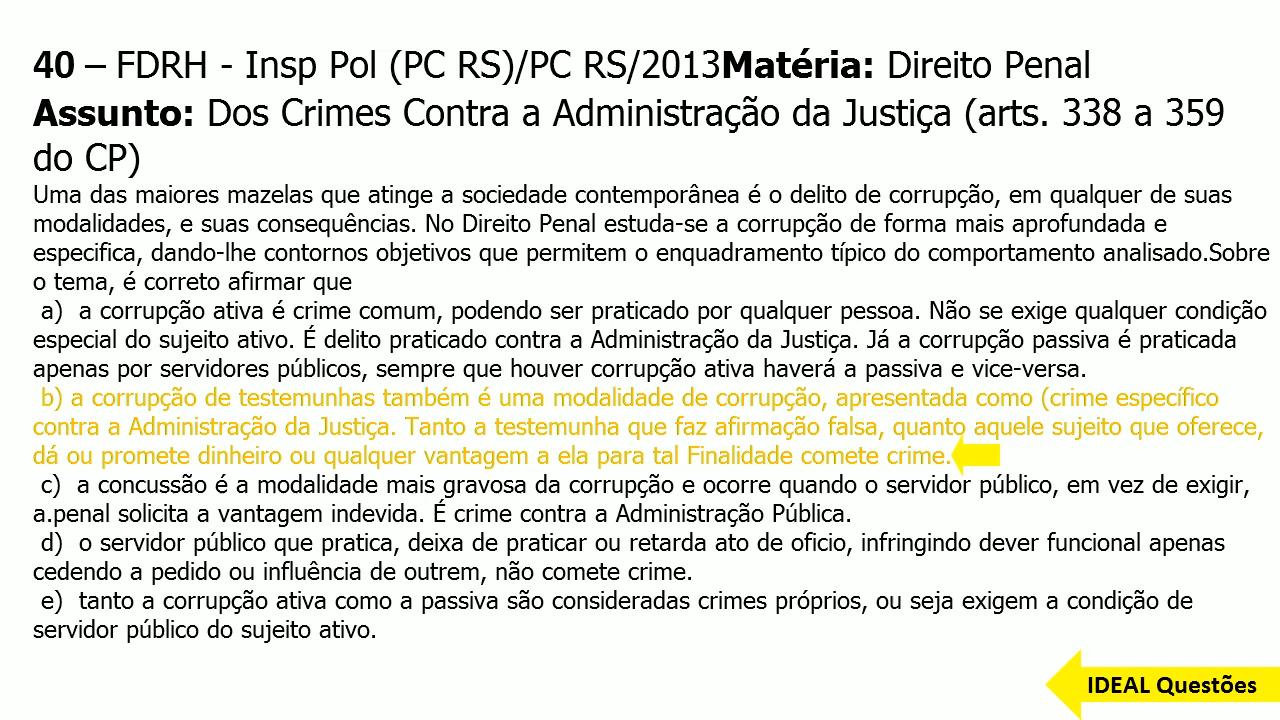 40 – FDRH - Insp Pol (PC RS)/PC RS/2013Matéria: Direito Penal
Assunto: Dos Crimes Contra a Administração da Justiça (arts. 338 a 359
do CP)
Uma das maiores mazelas que atinge a sociedade contemporânea é o delito de corrupção, em qualquer de suas
modalidades, e suas consequências. No Direito Penal estuda-se a corrupção de forma mais aprofundada e
especifica, dando-lhe contornos objetivos que permitem o enquadramento típico do comportamento analisado.Sobre
o tema, é correto afirmar que
a) a corrupção ativa é crime comum, podendo ser praticado por qualquer pessoa. Não se exige qualquer condição
especial do sujeito ativo. É delito praticado contra a Administração da Justiça. Já a corrupção passiva é praticada
apenas por servidores públicos, sempre que houver corrupção ativa haverá a passiva e vice-versa.
b) a corrupção de testemunhas também é uma modalidade de corrupção, apresentada como (crime específico
contra a Administração da Justiça. Tanto a testemunha que faz afirmação falsa, quanto aquele sujeito que oferece,
dá ou promete dinheiro ou qualquer vantagem a ela para tal Finalidade comete crime.
c) a concussão é a modalidade mais gravosa da corrupção e ocorre quando o servidor público, em vez de exigir,
a.penal solicita a vantagem indevida. É crime contra a Administração Pública.
d) o servidor público que pratica, deixa de praticar ou retarda ato de oficio, infringindo dever funcional apenas
cedendo a pedido ou influência de outrem, não comete crime.
e) tanto a corrupção ativa como a passiva são consideradas crimes próprios, ou seja exigem a condição de
servidor público do sujeito ativo.
IDEAL Questões